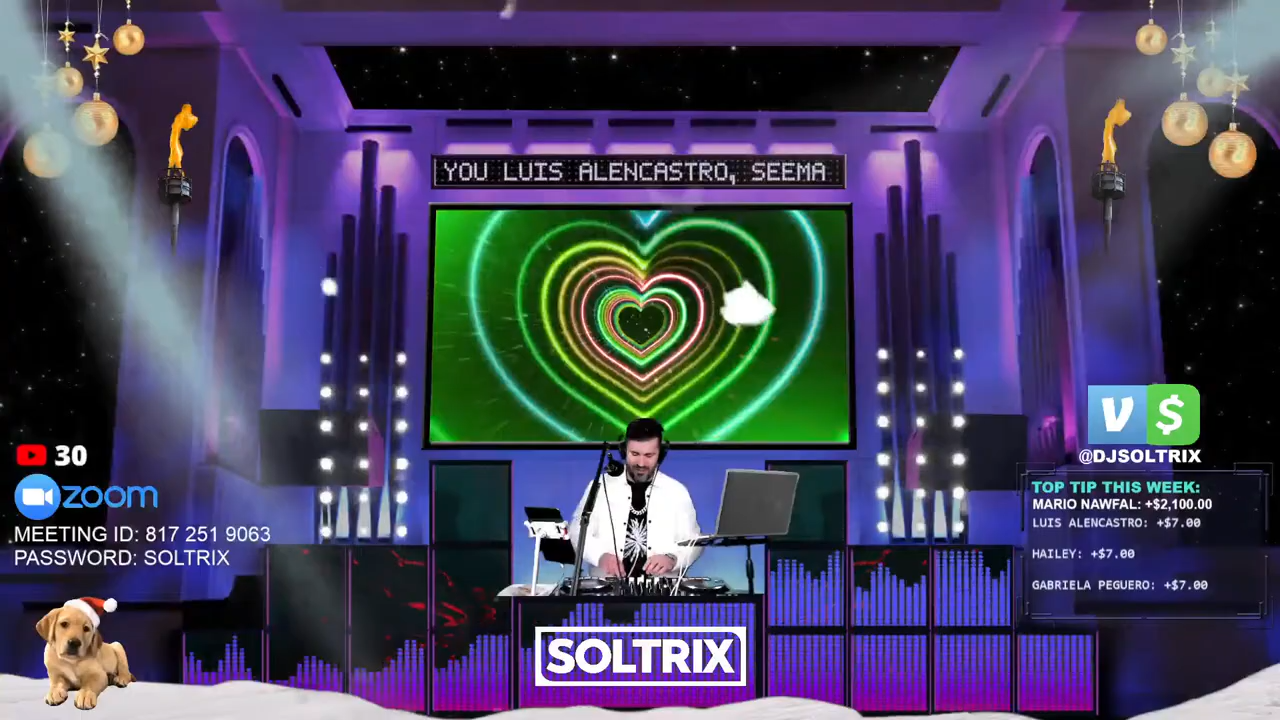 YOU LUIS ALENCASTRO, SEEMA
30
zoom
MEETING ID: 817 251 9063
PASSWORD: SOLTRIX
V $
@DJSOLTRIX
TOP TIP THIS WEEK:
MARIO NAWFAL: +$2,100.00
LUIS ALENCASTRO: +$7.00
HAILEY: +$7.00
GABRIELA PEGUERO: +$7.00
SOLTRIX